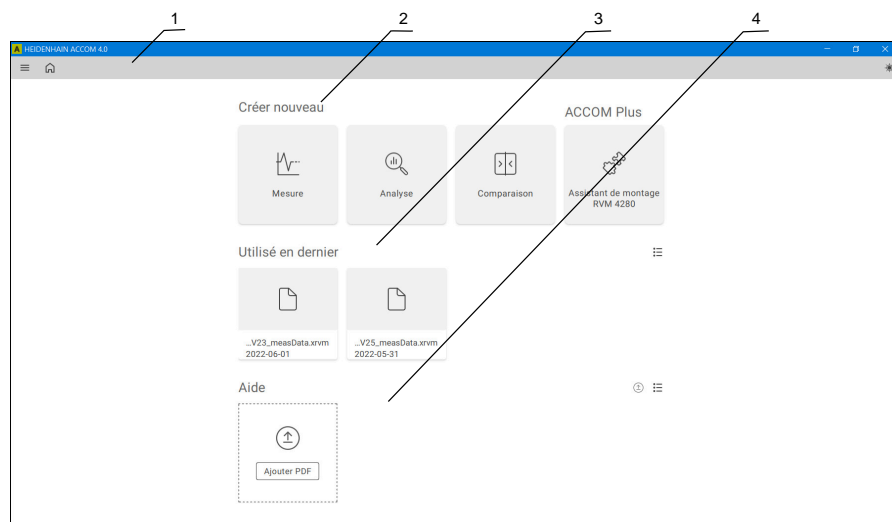 1 2 3 4
A HEIDENHAIN ACCOM 4.0
Créer nouveau
ACCOM Plus
Mesure
Analyse
Comparaison
Assistant de montage
RVM 4280
Utilisé en dernier
...V23_measData.xrvm
2022-06-01
...V25_measData.xrvm
2022-05-31
Aide
Ajouter PDF